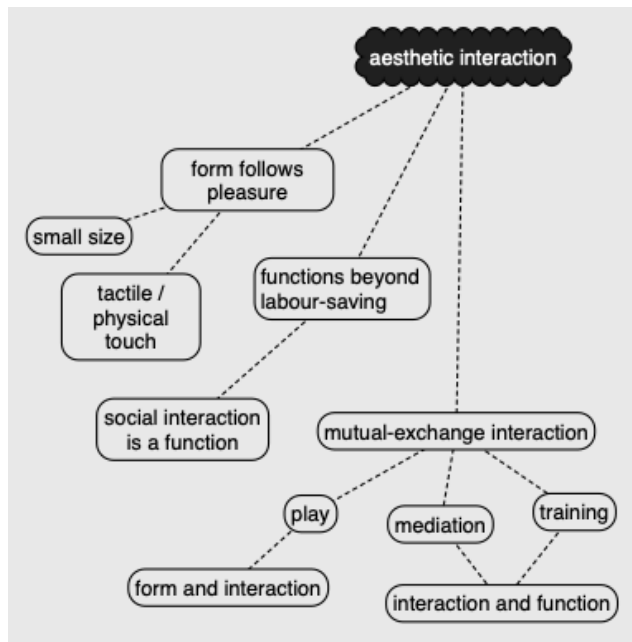 aesthetic interaction
form follows
pleasure
small size
tactile /
physical
touch
functions beyond
labour-saving
social interaction
is a function
mutual-exchange interaction
play
mediation
training
form and interaction
interaction and function